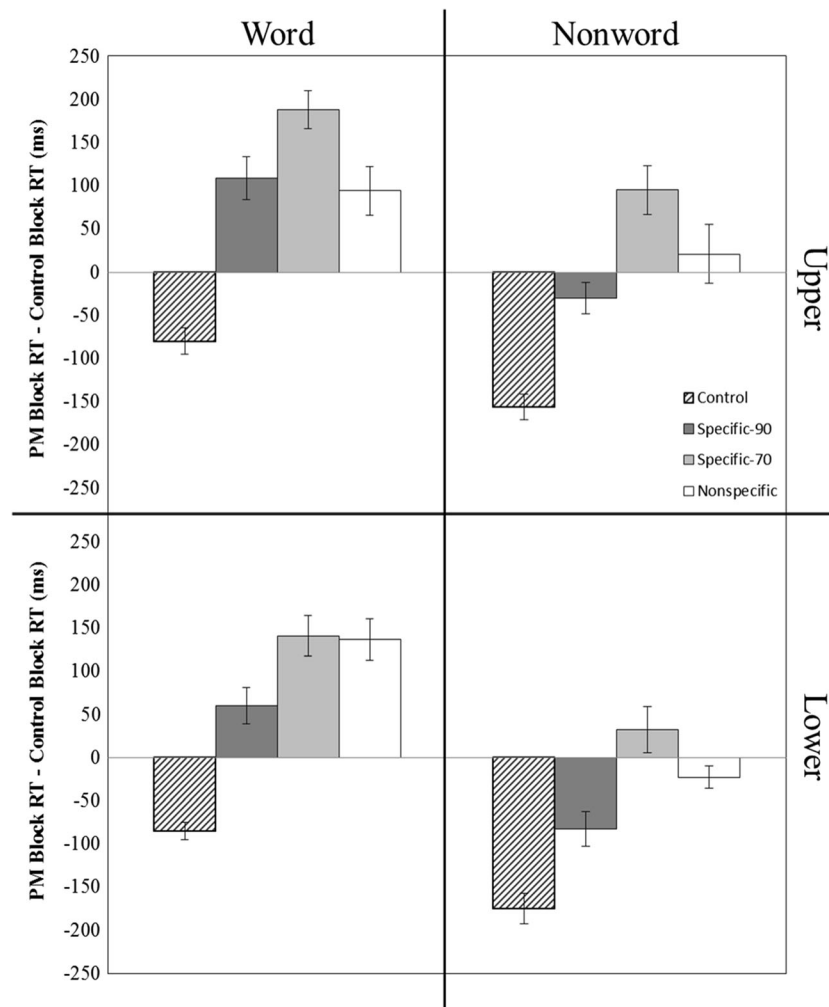 Word
Nonword
PM Block RT - Control Block RT (ms)
250
200
150
100
50
0
-50
-100
-150
-200
-250
Upper
Control
Specific-90
Specific-70
Nonspecific
PM Block RT - Control Block RT (ms)
250
200
150
100
50
0
-50
-100
-150
-200
-250
Lower